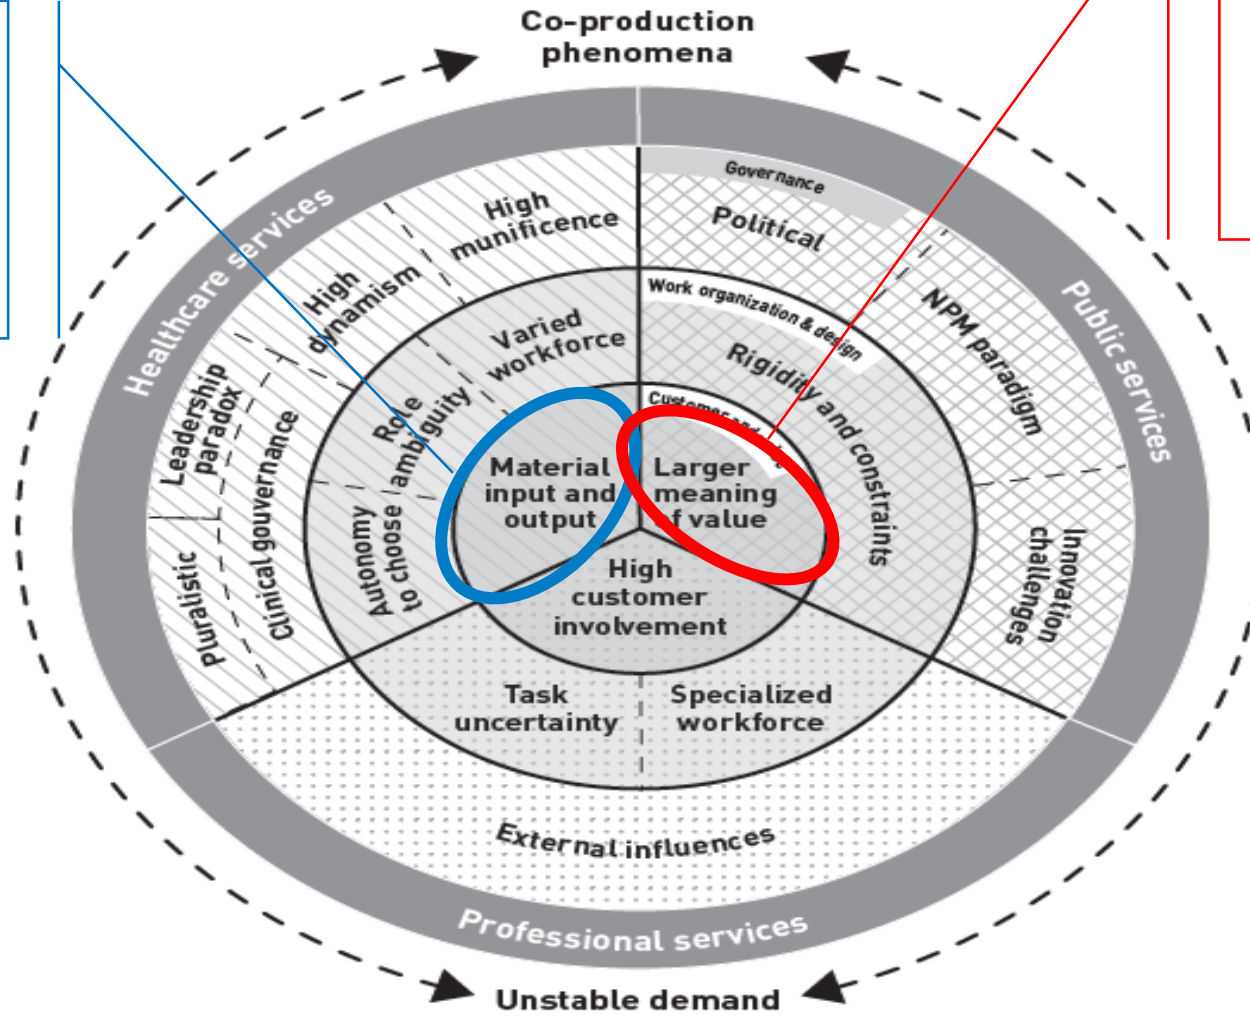 Co-production
phenomena
Healthcare services
Public services
Professional services
Governance
High
munificence
Political
High
dynamism
NPM paradigm
Leadership
paradox
Clinical gouvernance
Pluralistic
Innovation
challenges
External influences
Work organization & design
Varied
workforce
Rigidity and constraints
Role
ambiguity
Autonomy
to choose
Task
uncertainty
Specialized
workforce
Customer and
Material
input and
output
Larger
meaning
of value
High
customer
involvement
Unstable demand